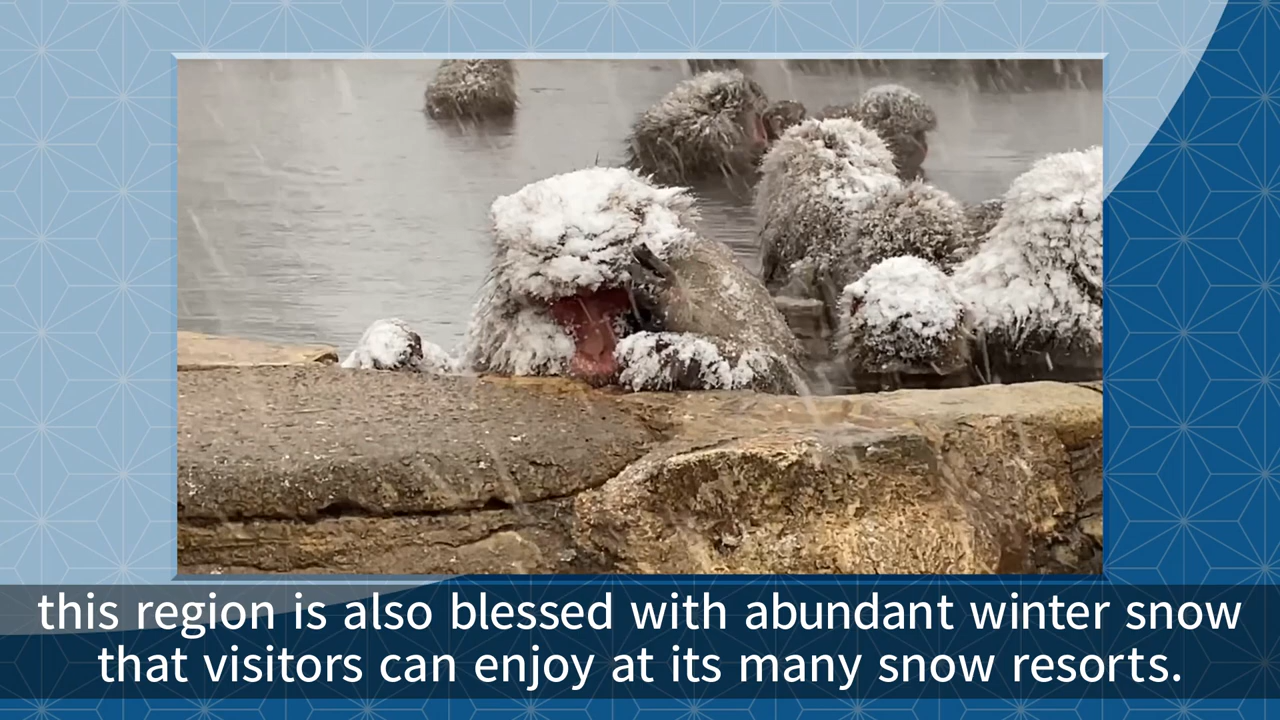 this region is also blessed with abundant winter snow
that visitors can enjoy at its many snow resorts.